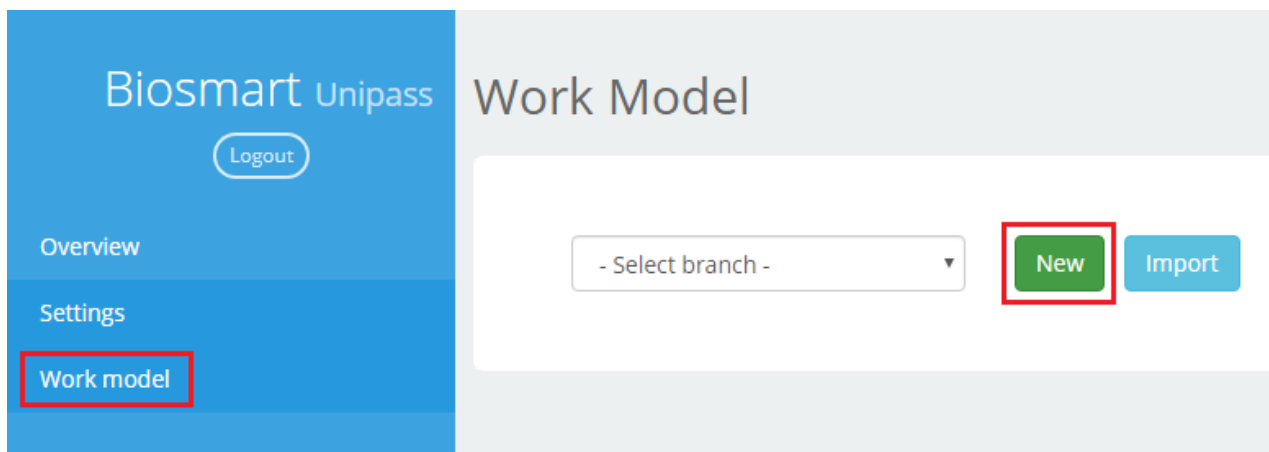 Biosmart Unipass
Logout
Overview
Settings
Work model
Work Model
- Select branch -
New
Import